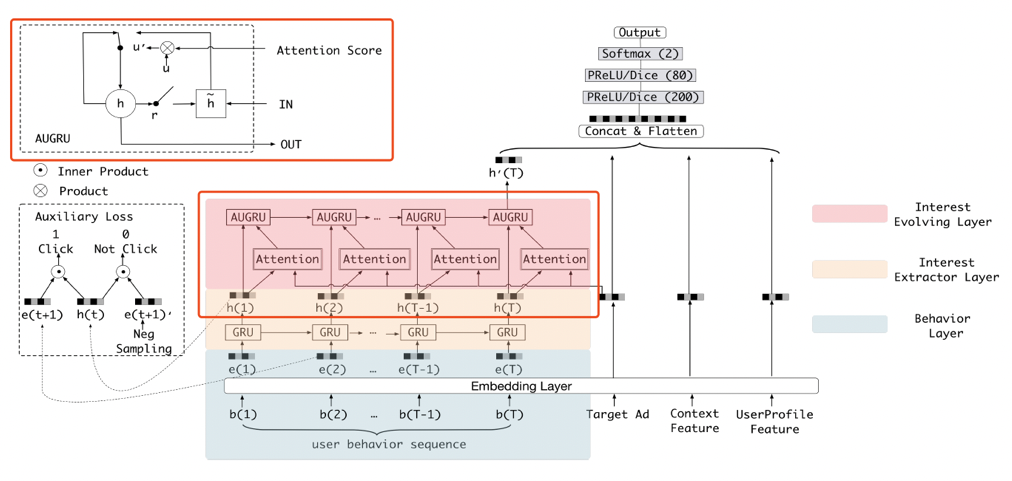 Output
Softmax (2)
PReLU/Dice (80)
PReLU/Dice (200)
Concat & Flatten
Attention Score
u'
u
h
r
h̃
IN
OUT
AUGRU
Inner Product
Product
h'(T)
Auxiliary Loss
1
Click
0
Not Click
e(t+1)
h(t)
e(t+1)'
Neg
Sampling
AUGRU
AUGRU
...
AUGRU
AUGRU
Attention
Attention
Attention
Attention
h(1)
h(2)
h(T-1)
h(T)
GRU
GRU
...
GRU
GRU
e(1)
e(2)
...
e(T-1)
e(T)
Embedding Layer
b(1)
b(2)
...
b(T-1)
b(T)
user behavior sequence
Target Ad
Context
Feature
UserProfile
Feature
Interest
Evolving Layer
Interest
Extractor Layer
Behavior
Layer